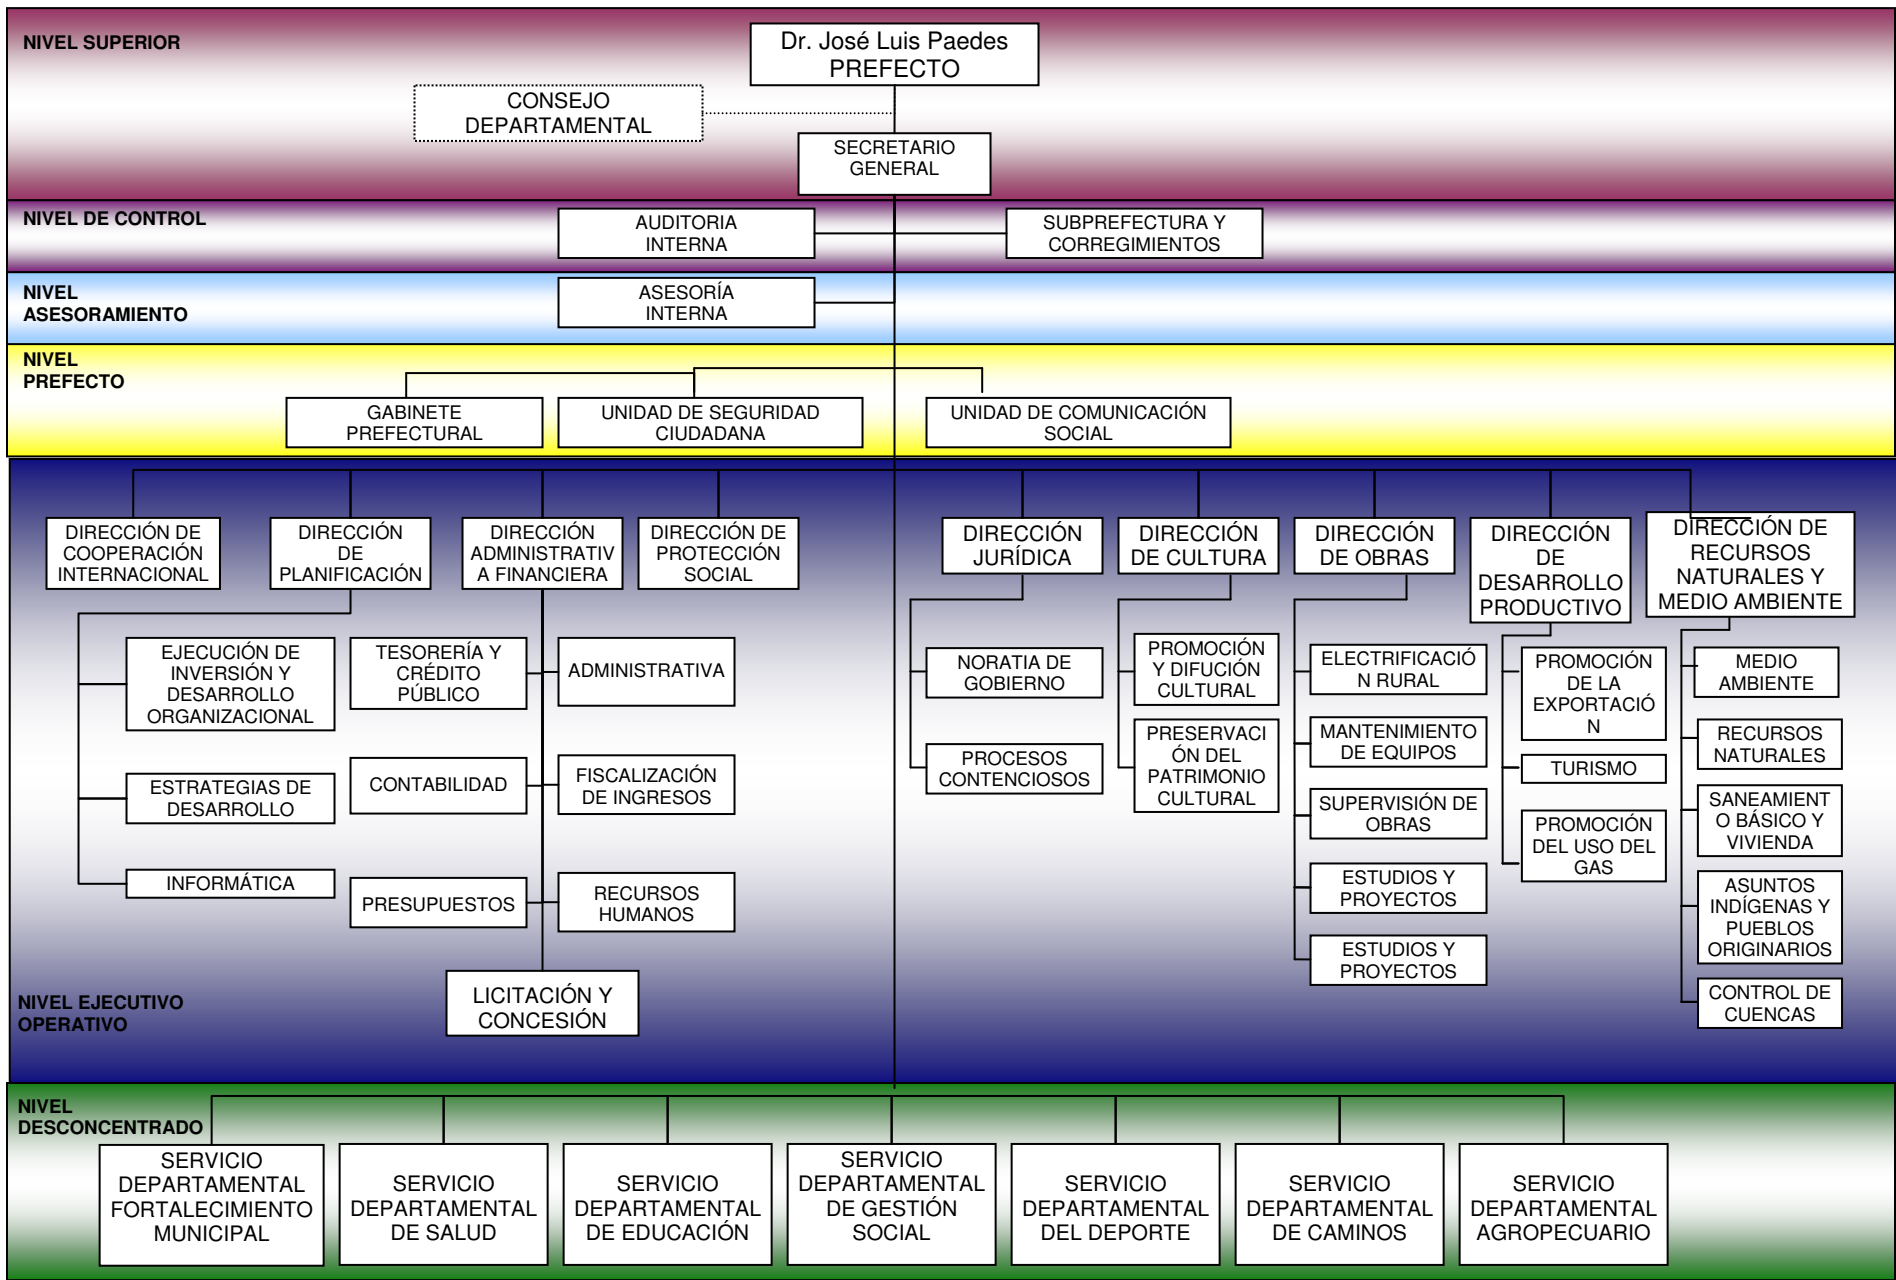 NIVEL SUPERIOR
Dr. José Luis Paedes
PREFECTO
CONSEJO
DEPARTAMENTAL
SECRETARIO
GENERAL
NIVEL DE CONTROL
AUDITORIA
INTERNA
SUBPREFECTURA Y
CORREGIMIENTOS
NIVEL
ASESORAMIENTO
ASESORÍA
INTERNA
NIVEL
PREFECTO
GABINETE
PREFECTURAL
UNIDAD DE SEGURIDAD
CIUDADANA
UNIDAD DE COMUNICACIÓN
SOCIAL
DIRECCIÓN DE
COOPERACIÓN
INTERNACIONAL
DIRECCIÓN
DE
PLANIFICACIÓN
DIRECCIÓN
ADMINISTRATIV
A FINANCIERA
DIRECCIÓN DE
PROTECCIÓN
SOCIAL
DIRECCIÓN
JURÍDICA
DIRECCIÓN
DE CULTURA
DIRECCIÓN
DE OBRAS
DIRECCIÓN
DE
DESARROLLO
PRODUCTIVO
DIRECCIÓN DE
RECURSOS
NATURALES Y
MEDIO AMBIENTE
EJECUCIÓN DE
INVERSIÓN Y
DESARROLLO
ORGANIZACIONAL
ESTRATEGIAS DE
DESARROLLO
INFORMÁTICA
TESORERÍA Y
CRÉDITO
PÚBLICO
ADMINISTRATIVA
CONTABILIDAD
FISCALIZACIÓN
DE INGRESOS
PRESUPUESTOS
RECURSOS
HUMANOS
LICITACIÓN Y
CONCESIÓN
NORATIA DE
GOBIERNO
PROCESOS
CONTENCIOSOS
PROMOCIÓN
Y DIFUCIÓN
CULTURAL
PRESERVACI
ÓN DEL
PATRIMONIO
CULTURAL
ELECTRIFICACIÓ
N RURAL
MANTENIMIENTO
DE EQUIPOS
SUPERVISIÓN DE
OBRAS
ESTUDIOS Y
PROYECTOS
ESTUDIOS Y
PROYECTOS
PROMOCIÓN
DE LA
EXPORTACIÓ
N
TURISMO
PROMOCIÓN
DEL USO DEL
GAS
MEDIO
AMBIENTE
RECURSOS
NATURALES
SANEAMIENT
O BÁSICO Y
VIVIENDA
ASUNTOS
INDÍGENAS Y
PUEBLOS
ORIGINARIOS
CONTROL DE
CUENCAS
NIVEL EJECUTIVO
OPERATIVO
NIVEL
DESCONCENTRADO
SERVICIO
DEPARTAMENTAL
FORTALECIMIENTO
MUNICIPAL
SERVICIO
DEPARTAMENTAL
DE SALUD
SERVICIO
DEPARTAMENTAL
DE EDUCACIÓN
SERVICIO
DEPARTAMENTAL
DE GESTIÓN
SOCIAL
SERVICIO
DEPARTAMENTAL
DEL DEPORTE
SERVICIO
DEPARTAMENTAL
DE CAMINOS
SERVICIO
DEPARTAMENTAL
AGROPECUARIO